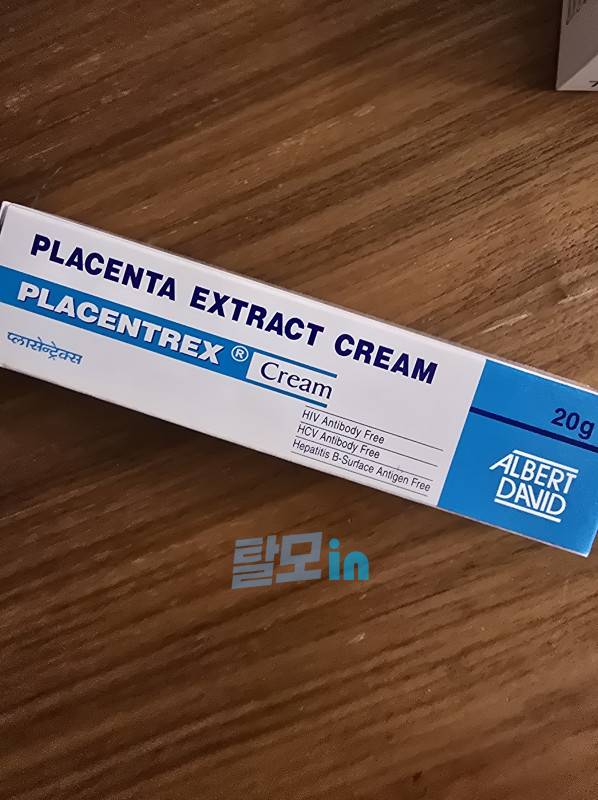 PLACENTA EXTRACT CREAM
PLACENTREX ® Cream
प्लासेन्ट्रेक्स
HIV Antibody Free
HCV Antibody Free
Hepatitis B-Surface Antigen Free
20g
ALBERT
DAVID
탈모in